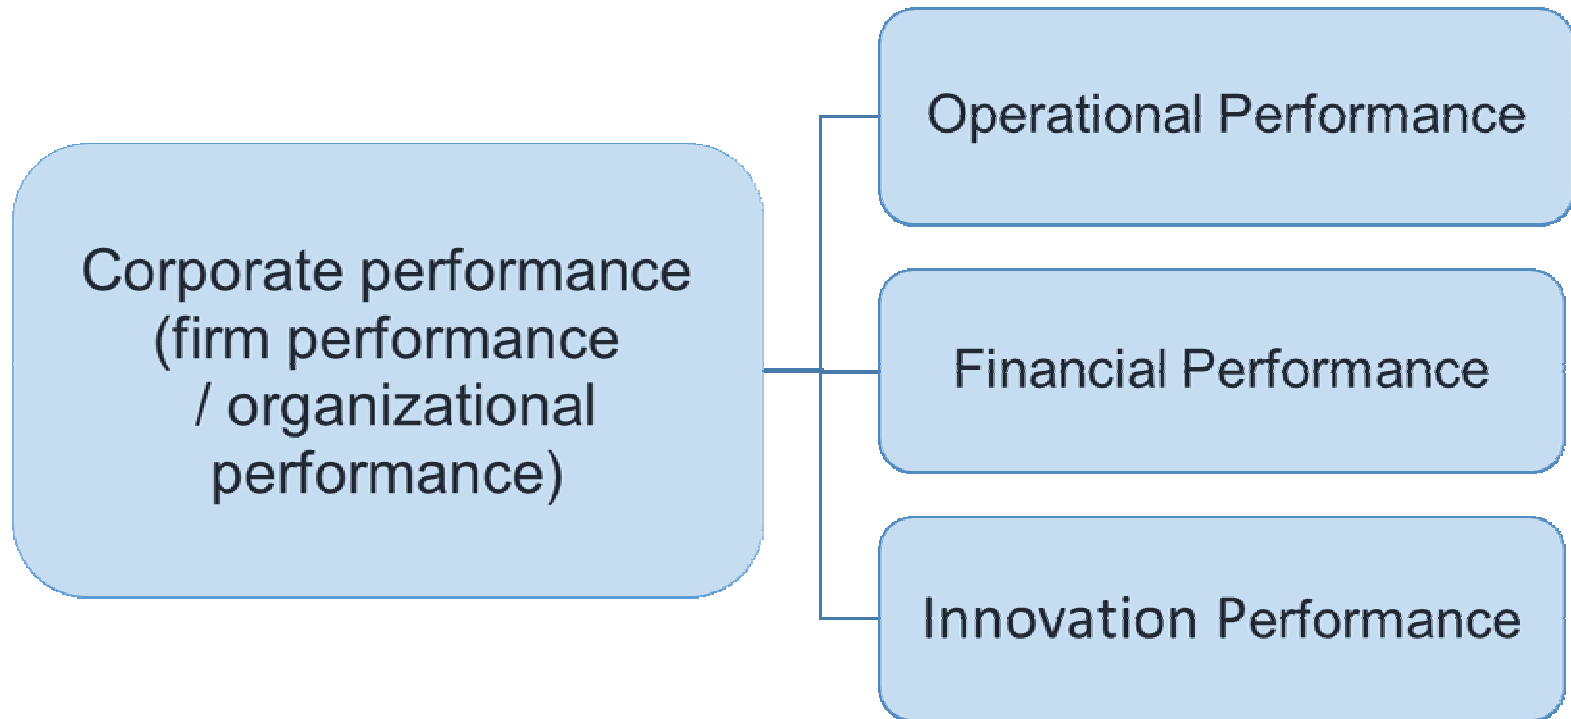 Corporate performance
(firm performance
/ organizational
performance)
Operational Performance
Financial Performance
Innovation Performance